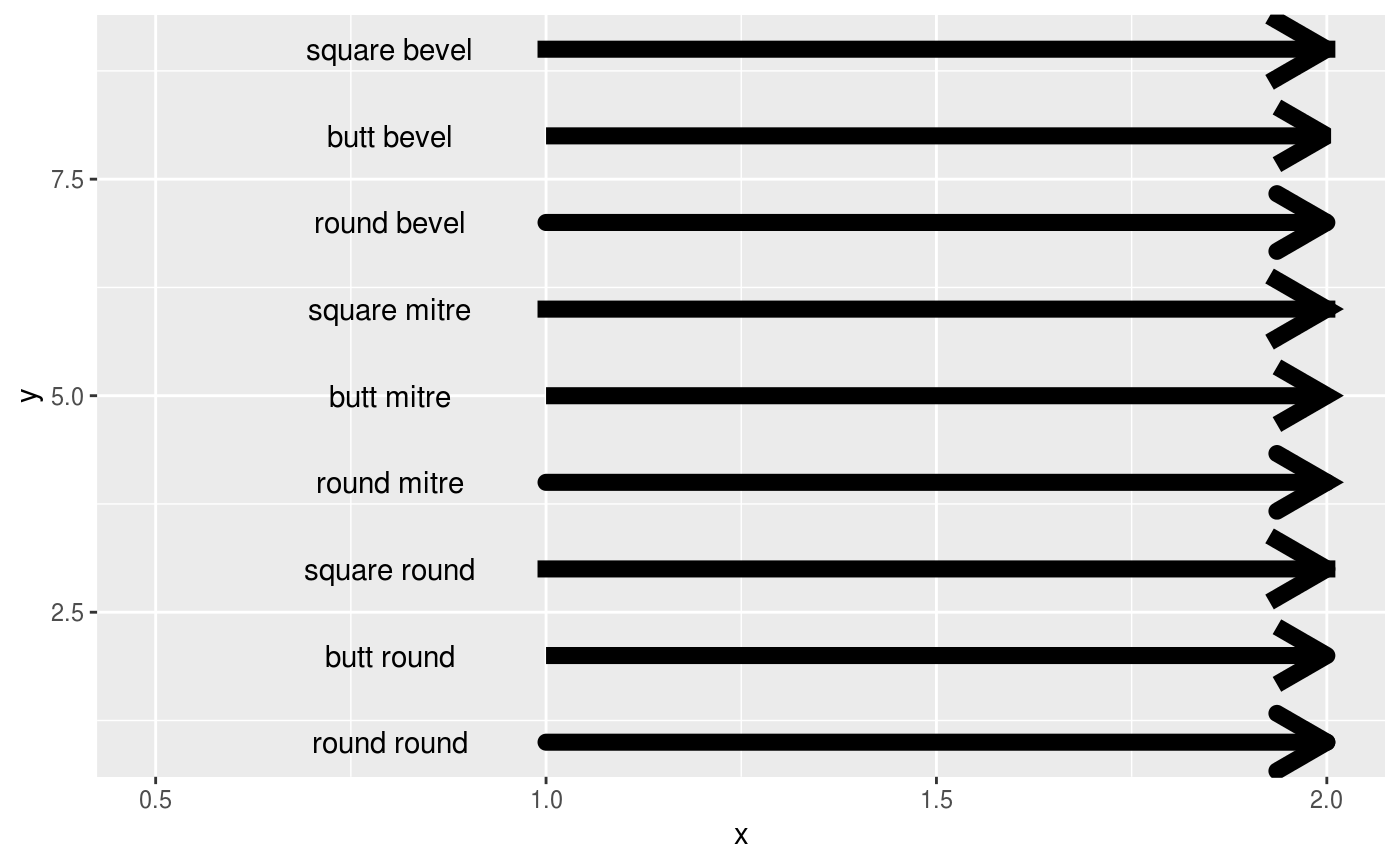 square bevel
butt bevel
7.5
round bevel
square mitre
y
5.0
butt mitre
round mitre
square round
2.5
butt round
round round
0.5
1.0
1.5
2.0
x